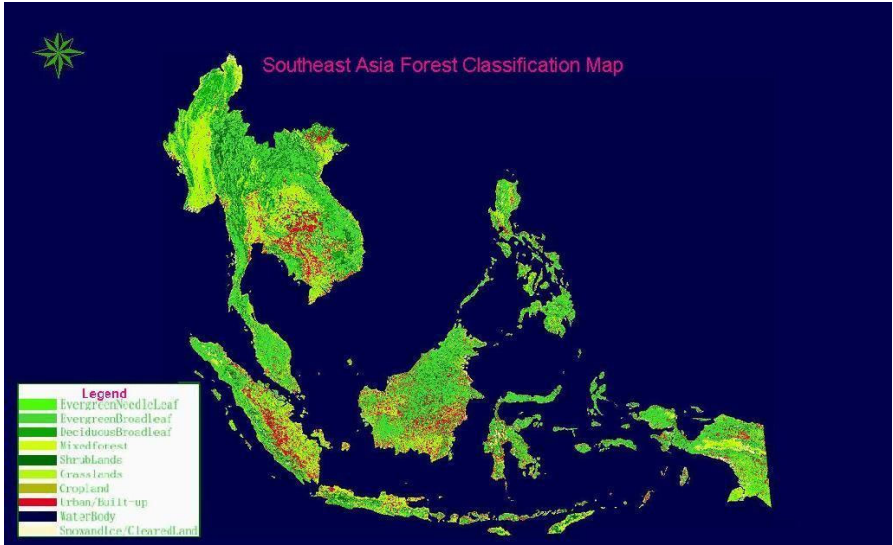 Southeast Asia Forest Classification Map
Legend
EvergreenNeedleLeaf
EvergreenBroadleaf
DeciduousBroadleaf
Mixedforest
ShrubLands
Grasslands
Cropland
Urban/Built-up
WaterBody
SnowandIce/ClearedLand